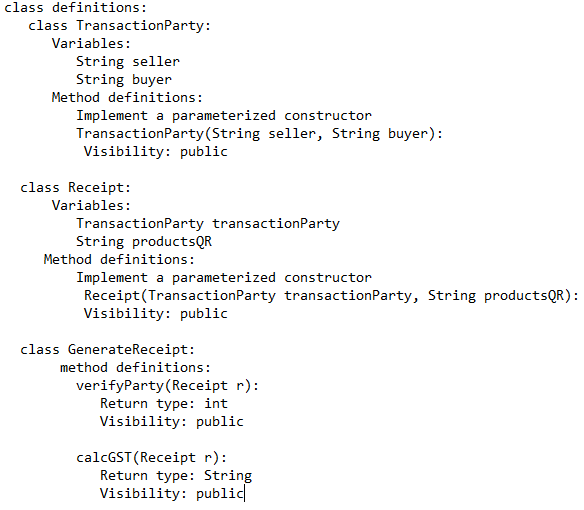 class definitions:
class TransactionParty:
Variables:
String seller
String buyer
Method definitions:
Implement a parameterized constructor
TransactionParty(String seller, String buyer):
Visibility: public
class Receipt:
Variables:
TransactionParty transactionParty
String productsQR
Method definitions:
Implement a parameterized constructor
Receipt(TransactionParty transactionParty, String productsQR):
Visibility: public
class GenerateReceipt:
method definitions:
verifyParty(Receipt r):
Return type: int
Visibility: public
calcGST(Receipt r):
Return type: String
Visibility: public